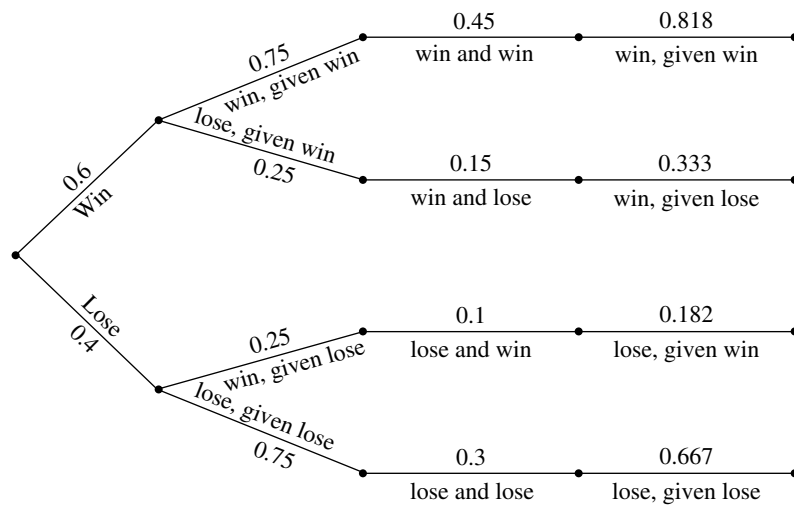 0.45
0.818
0.75
win and win
win, given win
win, given win
lose, given win
0.25
0.15
0.333
0.6
Win
win and lose
win, given lose
Lose
0.4
0.25
0.1
0.182
win, given lose
lose and win
lose, given win
lose, given lose
0.75
0.3
0.667
lose and lose
lose, given lose